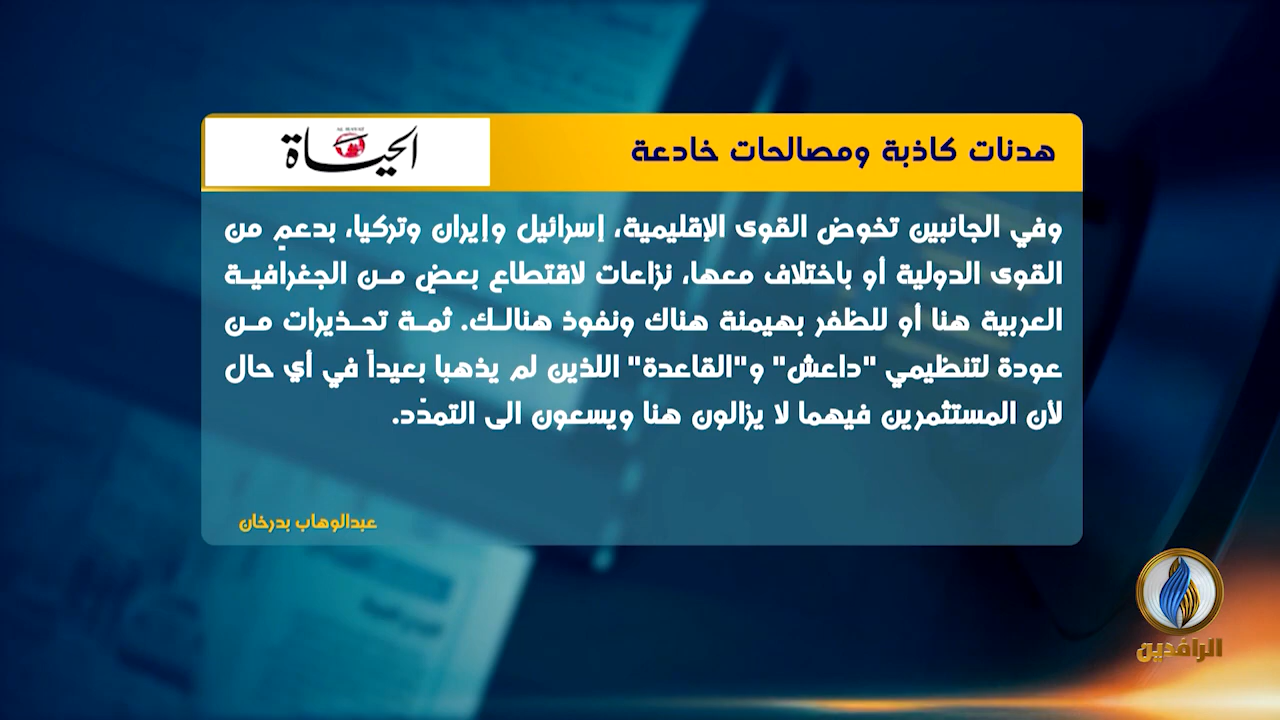 هدنات كاذبة ومصالحات خادعة
الحياة
AL HAYAT
وفي الجانبين تخوض القوى الإقليمية، إسرائيل وإيران وتركيا، بدعمٍ من
القوى الدولية أو باختلاف معها، نزاعات لاقتطاع بعضٍ من الجغرافية
العربية هنا أو للظفر بهيمنة هناك ونفوذ هنالك. ثمة تحذيرات من
عودة لتنظيمي "داعش" و"القاعدة" اللذين لم يذهبا بعيداً في أي حال
لأن المستثمرين فيهما لا يزالون هنا ويسعون الى التمدّد.
عبدالوهاب بدرخان
الرافدين